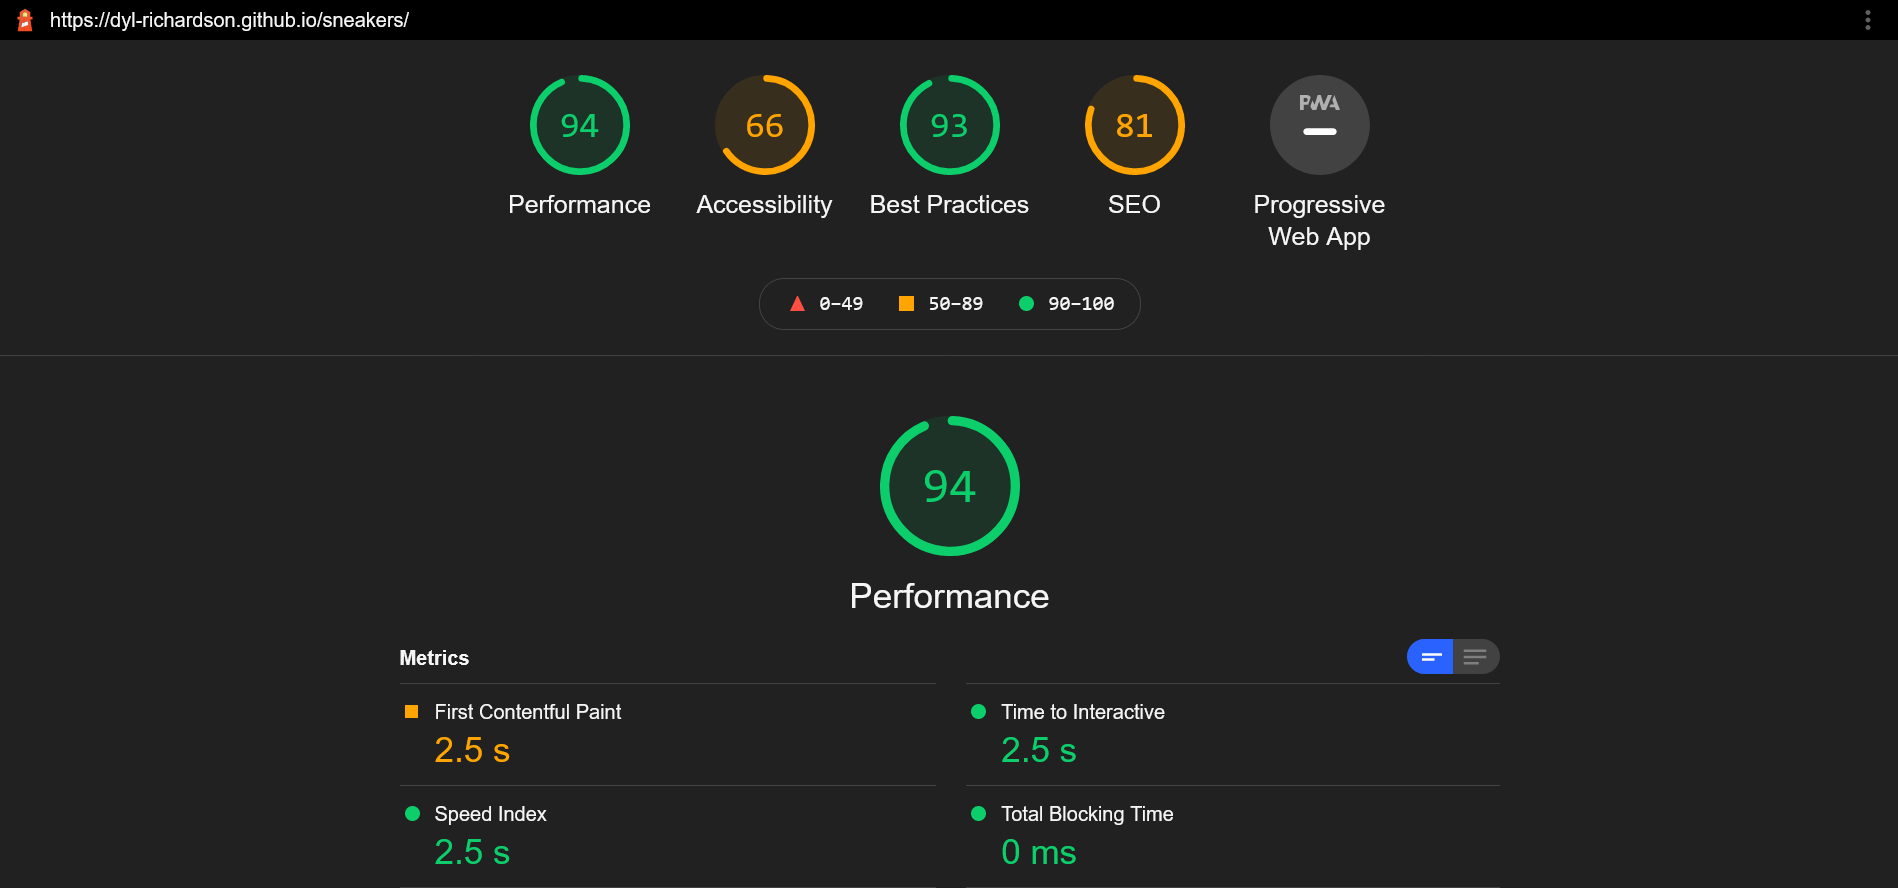 https://dyl-richardson.github.io/sneakers/
94
66
93
81
PWA
Performance
Accessibility
Best Practices
SEO
Progressive
Web App
0–49
50–89
90–100
94
Performance
Metrics
First Contentful Paint
2.5 s
Time to Interactive
2.5 s
Speed Index
2.5 s
Total Blocking Time
0 ms